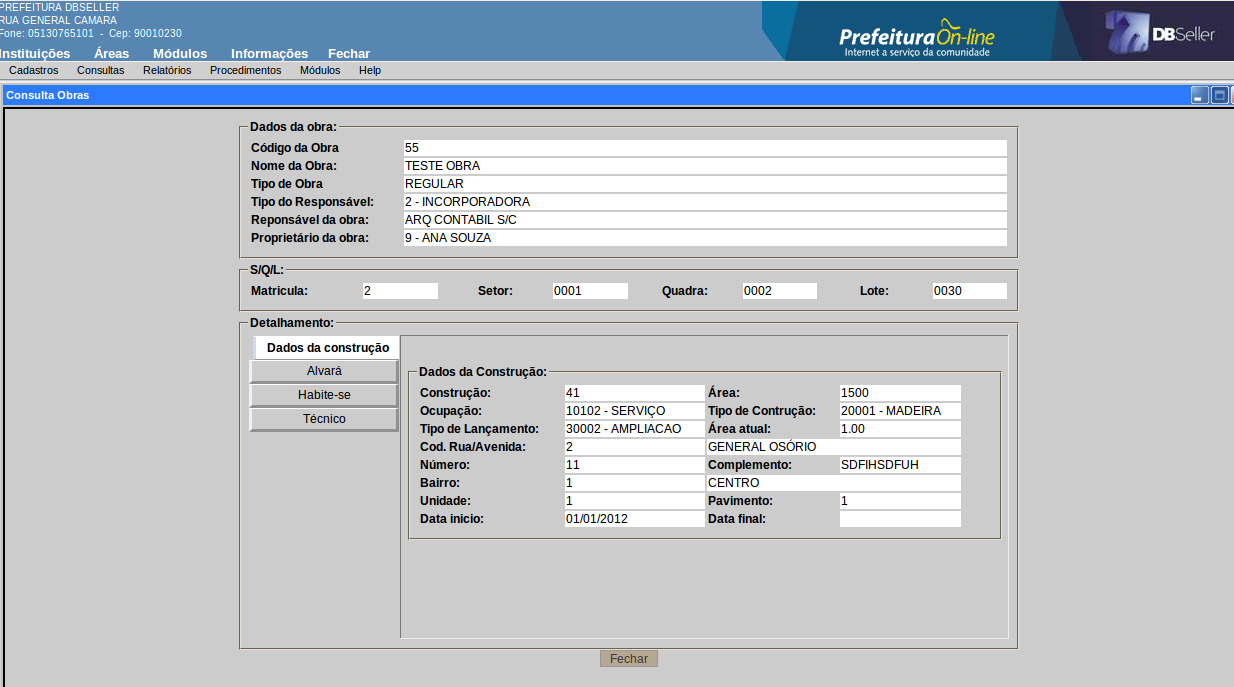 PREFEITURA DBSELLER
RUA GENERAL CAMARA
Fone: 05130765101 - Cep: 90010230
Instituições Áreas Módulos Informações Fechar
PrefeituraOn-line
Internet a serviço da comunidade
DBSeller
Cadastros Consultas Relatórios Procedimentos Módulos Help
Consulta Obras
Dados da obra:
Código da Obra 55
Nome da Obra: TESTE OBRA
Tipo de Obra REGULAR
Tipo do Responsável: 2 - INCORPORADORA
Reponsável da obra: ARQ CONTABIL S/C
Proprietário da obra: 9 - ANA SOUZA
S/Q/L:
Matricula: 2 Setor: 0001 Quadra: 0002 Lote: 0030
Detalhamento:
Dados da construção
Alvará
Habite-se
Técnico
Dados da Construção:
Construção: 41 Área: 1500
Ocupação: 10102 - SERVIÇO Tipo de Contrução: 20001 - MADEIRA
Tipo de Lançamento: 30002 - AMPLIACAO Área atual: 1.00
Cod. Rua/Avenida: 2 GENERAL OSÓRIO
Número: 11 Complemento: SDFIHSDFUH
Bairro: 1 CENTRO
Unidade: 1 Pavimento: 1
Data inicio: 01/01/2012 Data final:
Fechar